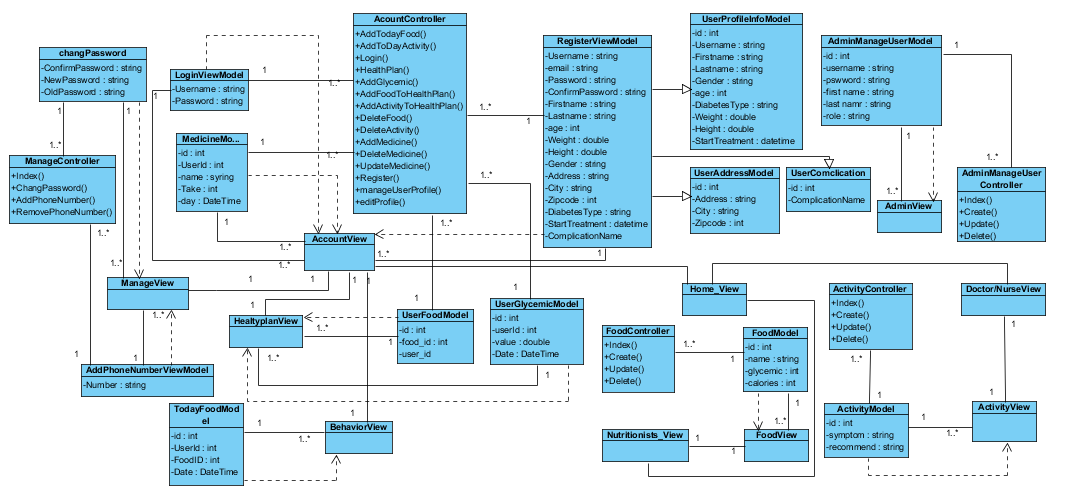 changPassword
-ConfirmPassword : string
-NewPassword : string
-OldPassword : string
LoginViewModel
-Username : string
-Password : string
AcountController
+AddTodayFood()
+AddToDayActivity()
+Login()
+HealthPlan()
+AddGlycemic()
+AddFoodToHealthPlan()
+AddActivityToHealthPlan()
+DeleteFood()
+DeleteActivity()
+AddMedicine()
+DeleteMedicine()
+UpdateMedicine()
+Register()
+manageUserProfile()
+editProfile()
RegisterViewModel
-Username : string
-email : string
-Password : string
-ConfirmPassword : string
-Firstname : string
-Lastname : string
-age : int
-Weight : double
-Height : double
-Gender : string
-Address : string
-City : string
-Zipcode : int
-DiabetesType : string
-StartTreatment : datetime
-ComplicationName
UserProfileInfoModel
-id : int
-Username : string
-Firstname : string
-Lastname : string
-Gender : string
-age : int
-DiabetesType : string
-Weight : double
-Height : double
-StartTreatment : datetime
AdminManageUserModel
-id : int
-username : string
-pswword : string
-first name : string
-last namr : string
-role : string
MedicineMo...
-id : int
-UserId : int
-name : syring
-Take : int
-day : DateTime
ManageController
+Index()
+ChangPassword()
+AddPhoneNumber()
+RemovePhoneNumber()
UserAddressModel
-id : int
-Address : string
-City : string
-Zipcode : int
UserComclication
-id : int
-ComplicationName
AdminView
AdminManageUser
Controller
+Index()
+Create()
+Update()
+Delete()
AccountView
ManageView
HealtyplanView
UserFoodModel
-id : int
-food_id : int
-user_id
UserGlycemicModel
-id : int
-userId : int
-value : double
-Date : DateTime
Home_View
ActivityController
+Index()
+Create()
+Update()
+Delete()
Doctor/NurseView
FoodController
+Index()
+Create()
+Update()
+Delete()
FoodModel
-id : int
-name : string
-glycemic : int
-calories : int
AddPhoneNumberViewModel
-Number : string
TodayFoodMod
el
-id : int
-UserId : int
-FoodID : int
-Date : DateTime
BehaviorView
Nutritionists_View
FoodView
ActivityModel
-id : int
-symptom : string
-recommend : string
ActivityView
1
1..*
1
1..*
1
1..*
1
1..*
1
1..*
1
1..*
1
1..*
1
1..*
1
1..*
1
1..*
1
1..*
1
1..*
1
1..*
1
1..*
1
1
1
1
1
1
1
1